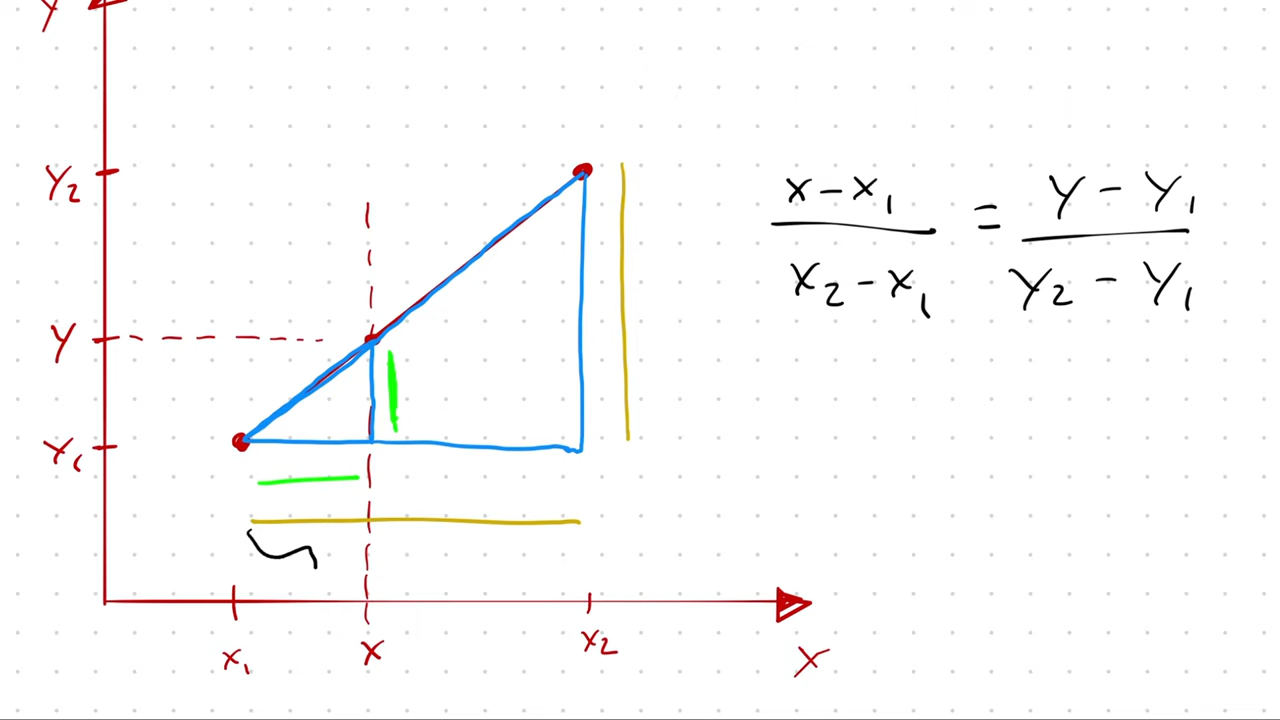 Y
Y₂
Y
Y₁
x₁
x
x₂
X
x-x₁ / x₂-x₁ = Y-Y₁ / Y₂-Y₁